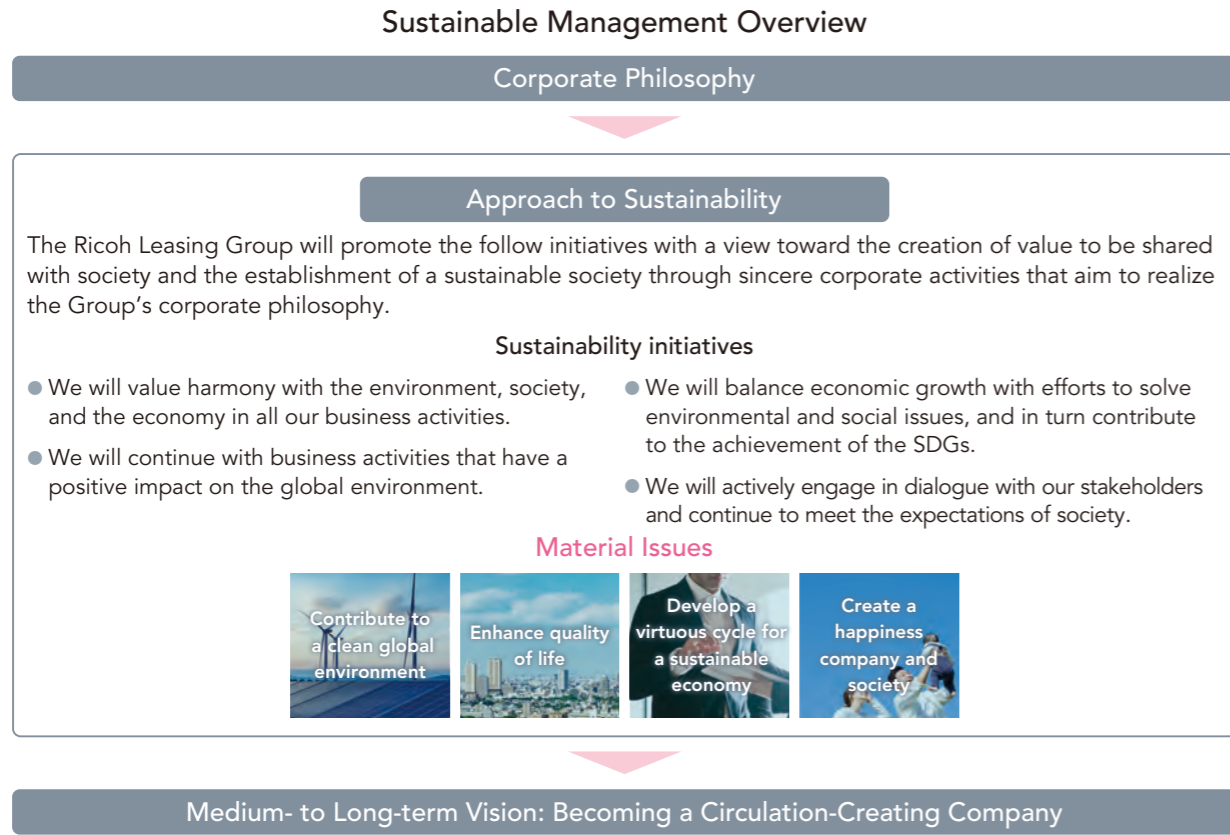 Sustainable Management Overview
Corporate Philosophy
Approach to Sustainability
The Ricoh Leasing Group will promote the follow initiatives with a view toward the creation of value to be shared
with society and the establishment of a sustainable society through sincere corporate activities that aim to realize
the Group's corporate philosophy.
Sustainability initiatives
● We will value harmony with the environment, society,
and the economy in all our business activities.
● We will continue with business activities that have a
positive impact on the global environment.
● We will balance economic growth with efforts to solve
environmental and social issues, and in turn contribute
to the achievement of the SDGs.
● We will actively engage in dialogue with our stakeholders
and continue to meet the expectations of society.
Material Issues
Contribute to
a clean global
environment
Enhance quality
of life
Develop a
virtuous cycle for
a sustainable
economy
Create a
happiness
company and
society
Medium- to Long-term Vision: Becoming a Circulation-Creating Company